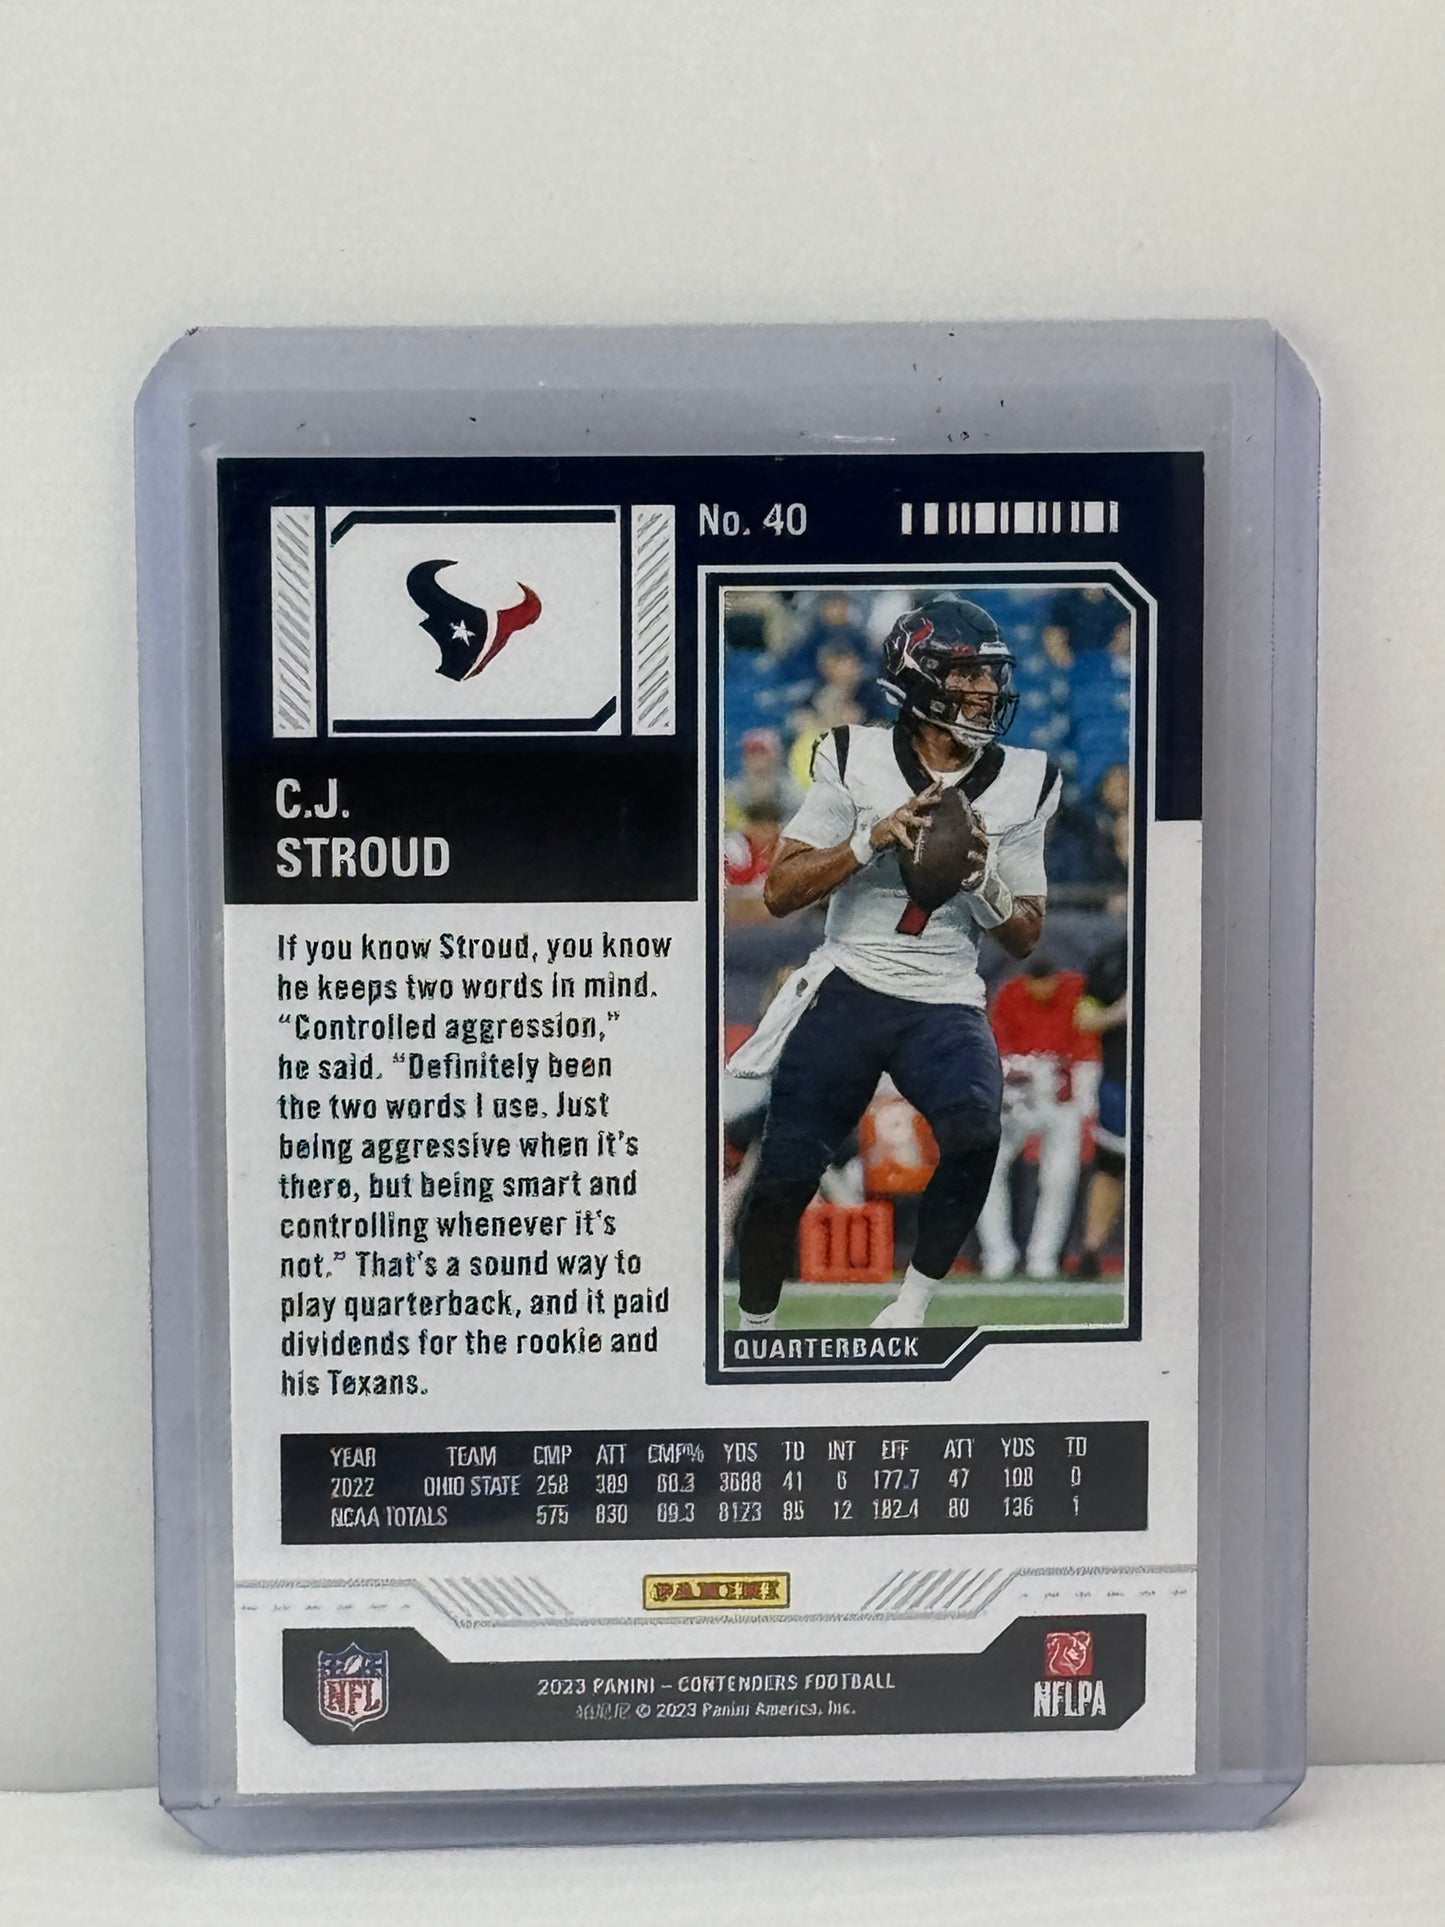 No. 40
C.J.
STROUD
If you know Stroud, you know
he keeps two words in mind.
“Controlled aggression,”
he said. “Definitely been
the two words I use. Just
being aggressive when it's
there, but being smart and
controlling whenever it's
not.” That's a sound way to
play quarterback, and it paid
dividends for the rookie and
his Texans.
7
10
QUARTERBACK
YEAR TEAM CMP ATT CMP% YDS TD INT EFF ATT YDS TD
2022 OHIO STATE 258 389 66.3 3688 41 6 177.7 47 108 0
NCAA TOTALS 575 830 69.3 8123 85 12 182.4 80 136 1
PANINI
NFL
2023 PANINI – CONTENDERS FOOTBALL
© 2023 Panini America, Inc.
NFLPA